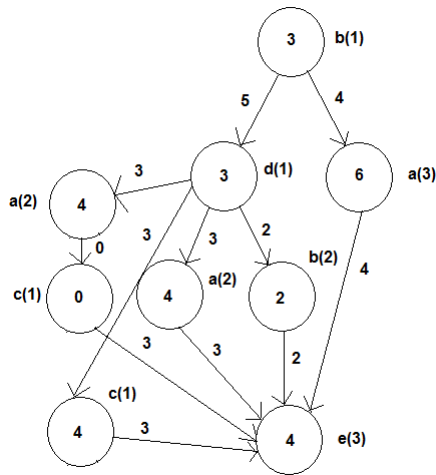 3 b(1)
5 4
3 d(1) 6 a(3)
3
a(2) 4 3 3 2
0 b(2) 4
c(1) 0 4 a(2) 2
3 3 2
c(1)
4 3 4 e(3)